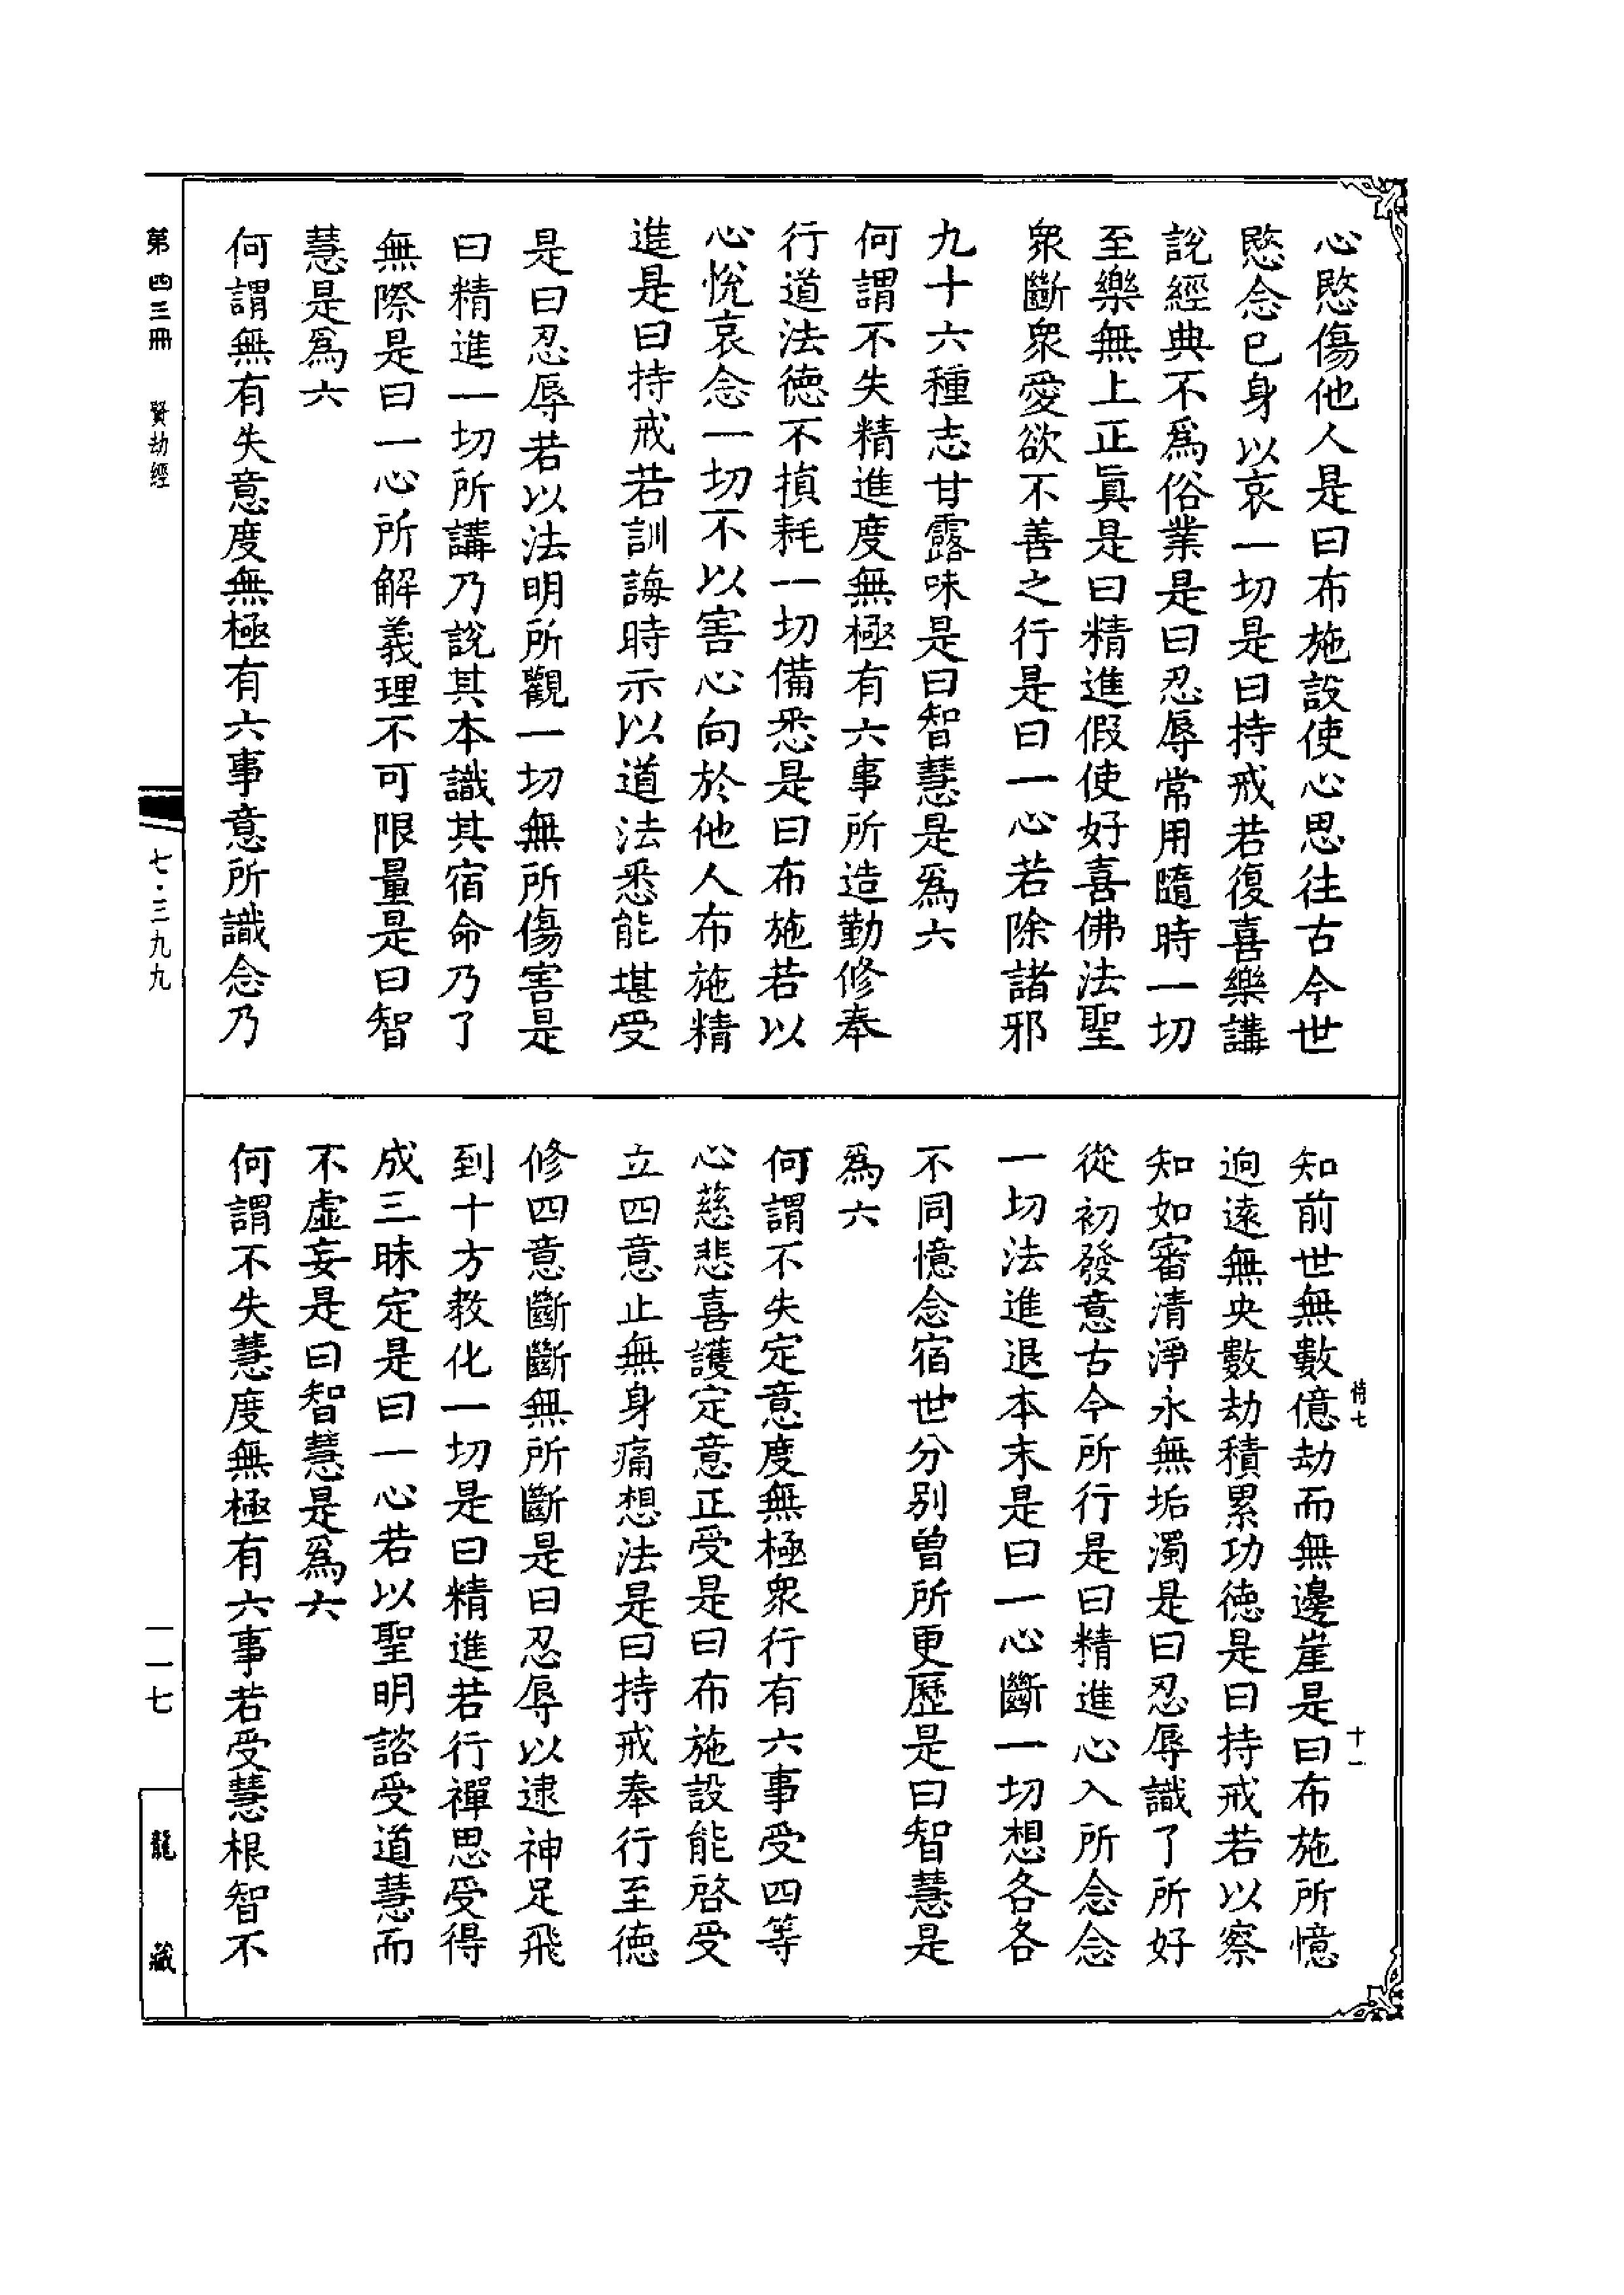 心愍傷他人是曰布施設使心思往古今世
愍念已身以哀一切是曰持戒若復喜樂講
說經典不爲俗業是曰忍辱常用隨時一切
至樂無上正眞是曰精進假使好喜佛法聖
衆斷衆愛欲不善之行是曰一心若除諸邪
九十六種志甘露味是曰智慧是爲六
何謂不失精進度無極有六事所造勤修奉
行道法德不損耗一切備悉是曰布施若以
心悅哀念一切不以害心向於他人布施精
進是曰持戒若訓誨時示以道法悉能堪受
是曰忍辱若以法明所觀一切無所傷害是
曰精進一切所講乃說其本識其宿命乃了
無際是曰一心所解義理不可限量是曰智
慧是爲六
何謂無有失意度無極有六事意所識念乃
知前世無數億劫而無邊崖是曰布施所憶
逈遠無央數劫積累功德是曰持戒若以察
知如審清淨永無垢濁是曰忍辱識了所好
從初發意古今所行是曰精進心入所念念
一切法進退本末是曰一心斷一切想各各
不同憶念宿世分別曾所更歷是曰智慧是
爲六
何謂不失定意度無極衆行有六事受四等
心慈悲喜護定意正受是曰布施設能啓受
立四意止無身痛想法是曰持戒奉行至德
修四意斷斷無所斷是曰忍辱以逮神足飛
到十方教化一切是曰精進若行禪思受得
成三昧定是曰一心若以聖明諮受道慧而
不虛妄是曰智慧是爲六
何謂不失慧度無極有六事若受慧根智不
十一
第四三冊 賢劫經
七·三九九
一一七
龍藏